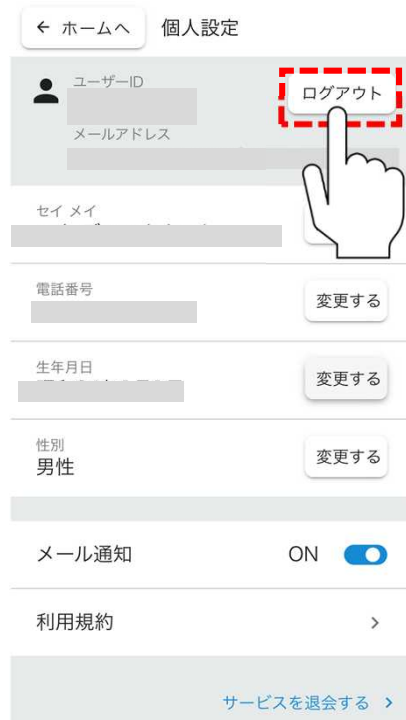 ← ホームへ 個人設定
ユーザーID
ログアウト
メールアドレス
セイ メイ
電話番号
変更する
生年月日
変更する
性別
男性
変更する
メール通知 ON
利用規約 >
サービスを退会する >